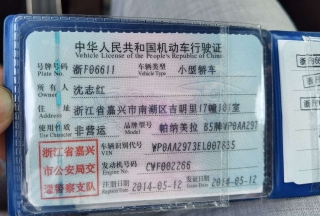 中华人民共和国机动车行驶证
Vehicle License of the People's Republic of China
号牌号码 浙F06611 车辆类型 小型轿车
Plate No. Vehicle Type
所有人 沈志红
Owner
住址 浙江省嘉兴市南湖区吉明里17幢
Address
使用性质 非营运 品牌型号 帕纳美拉
Use Character Model
车辆识别代号 WP0AA2973EL007635
VIN
发动机号码 CWF002266
Engine No.
注册日期 2014-05-12 发证日期 2014-05-12
Register Date Issue Date
浙江省嘉兴
市公安局交
通警察支队